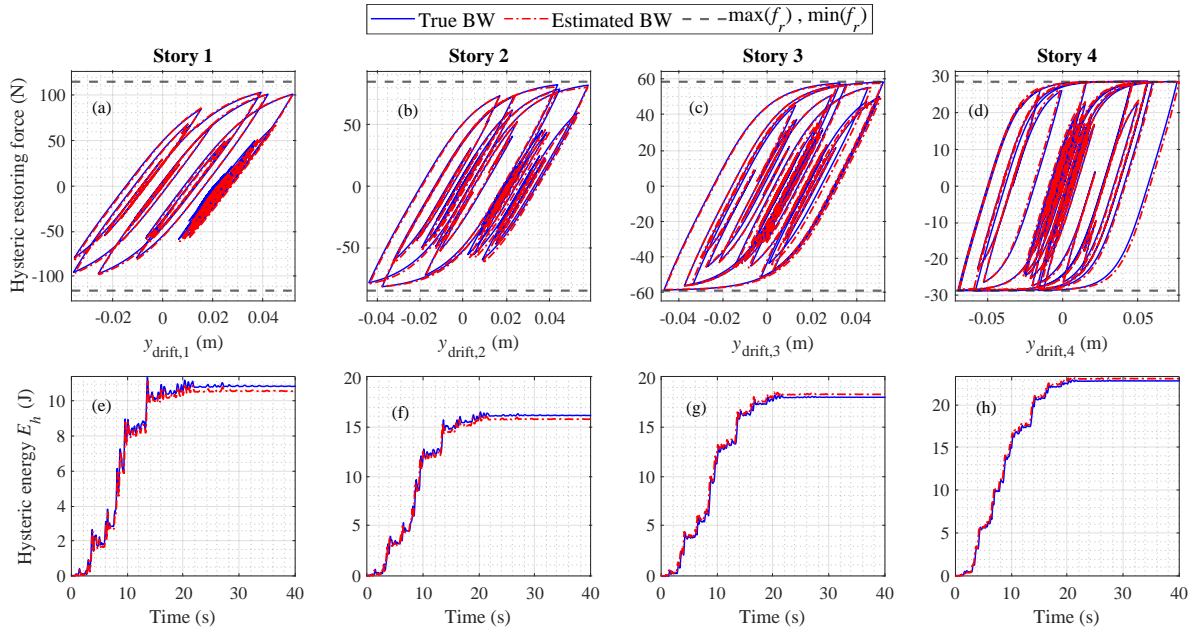 True BW Estimated BW max(f_r) , min(f_r)
Story 1 Story 2 Story 3 Story 4
Hysteric restoring force (N)
(a) (b) (c) (d)
100 50 0 -50 -100
50 0 -50
60 40 20 0 -20 -40 -60
30 20 10 0 -10 -20 -30
-0.02 0 0.02 0.04
-0.04 -0.02 0 0.02 0.04
-0.04 -0.02 0 0.02 0.04
-0.05 0 0.05
y_drift,1 (m) y_drift,2 (m) y_drift,3 (m) y_drift,4 (m)
Hysteric energy E_h (J)
(e) (f) (g) (h)
10 8 6 4 2 0
20 15 10 5 0
20 15 10 5 0
20 15 10 5 0
0 10 20 30 40
0 10 20 30 40
0 10 20 30 40
0 10 20 30 40
Time (s) Time (s) Time (s) Time (s)